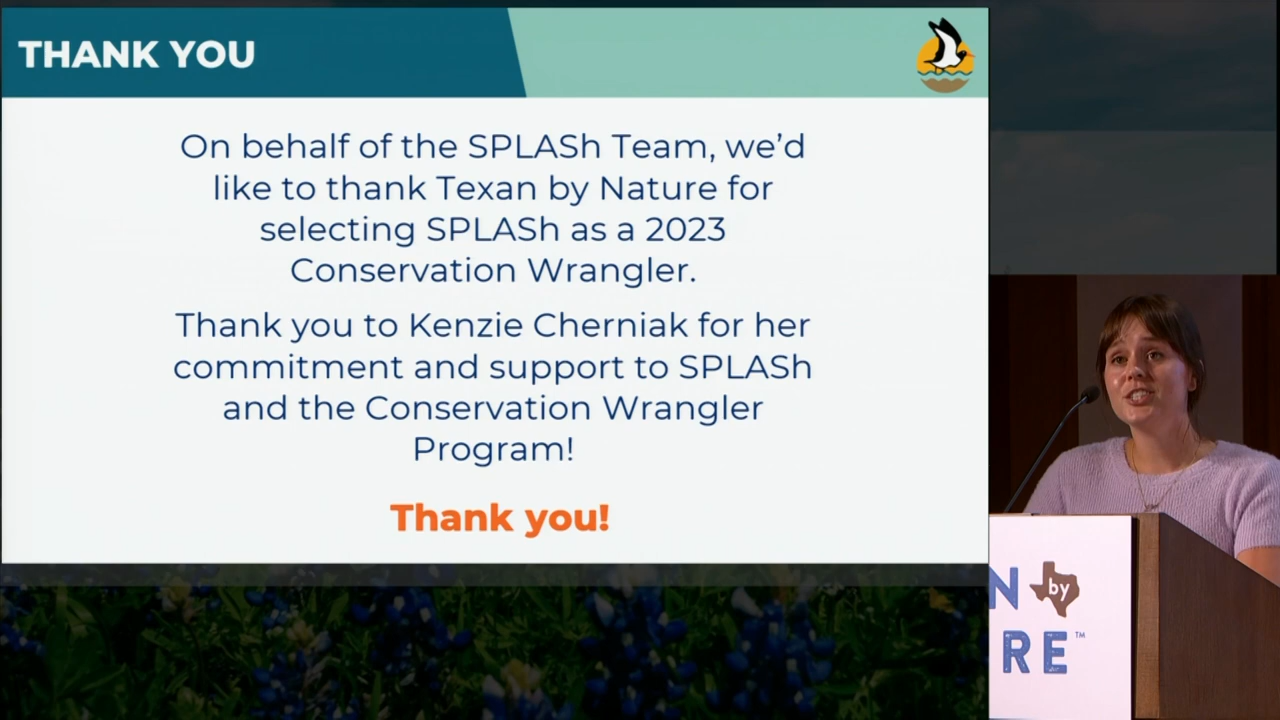 THANK YOU
On behalf of the SPLASh Team, we'd
like to thank Texan by Nature for
selecting SPLASh as a 2023
Conservation Wrangler.
Thank you to Kenzie Cherniak for her
commitment and support to SPLASh
and the Conservation Wrangler
Program!
Thank you!
N by
RE™